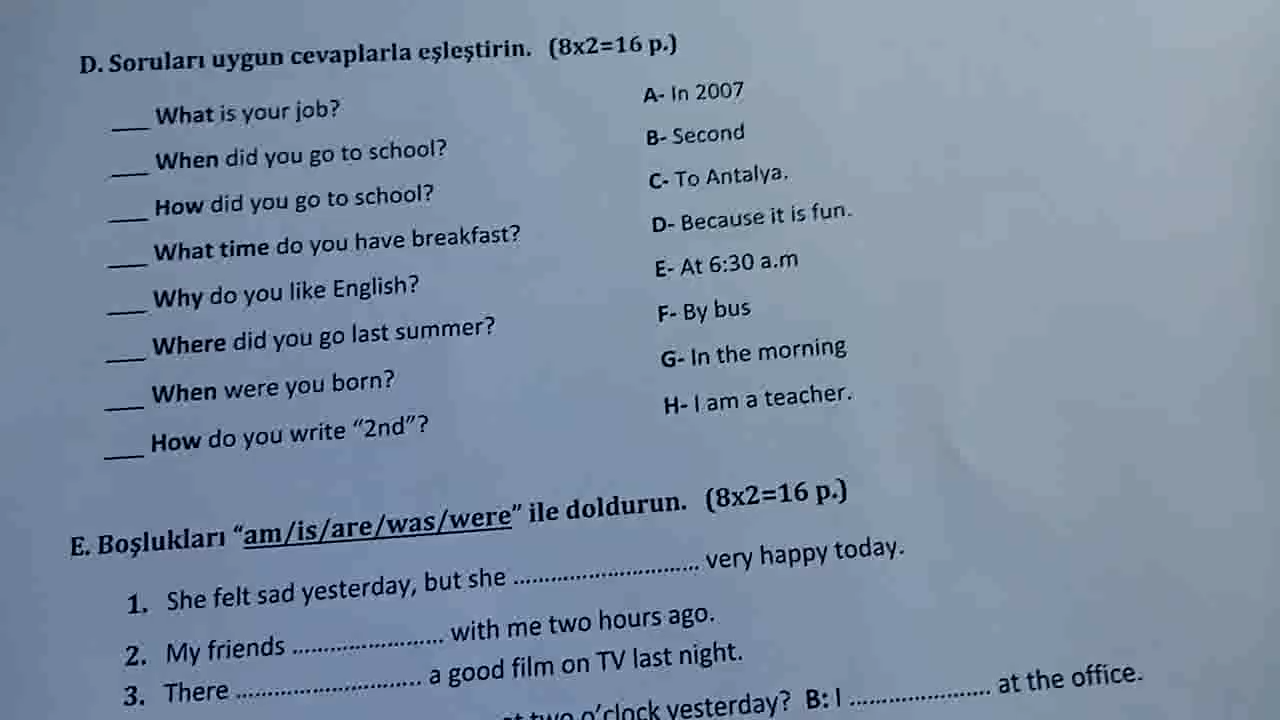 D. Soruları uygun cevaplarla eşleştirin. (8x2=16 p.)
___ What is your job?
___ When did you go to school?
___ How did you go to school?
___ What time do you have breakfast?
___ Why do you like English?
___ Where did you go last summer?
___ When were you born?
___ How do you write “2nd”?
A- In 2007
B- Second
C- To Antalya.
D- Because it is fun.
E- At 6:30 a.m
F- By bus
G- In the morning
H- I am a teacher.
E. Boşlukları “am/is/are/was/were” ile doldurun. (8x2=16 p.)
1. She felt sad yesterday, but she .............................. very happy today.
2. My friends ........................ with me two hours ago.
3. There .............................. a good film on TV last night.
at two o’clock yesterday? B: I ....................... at the office.